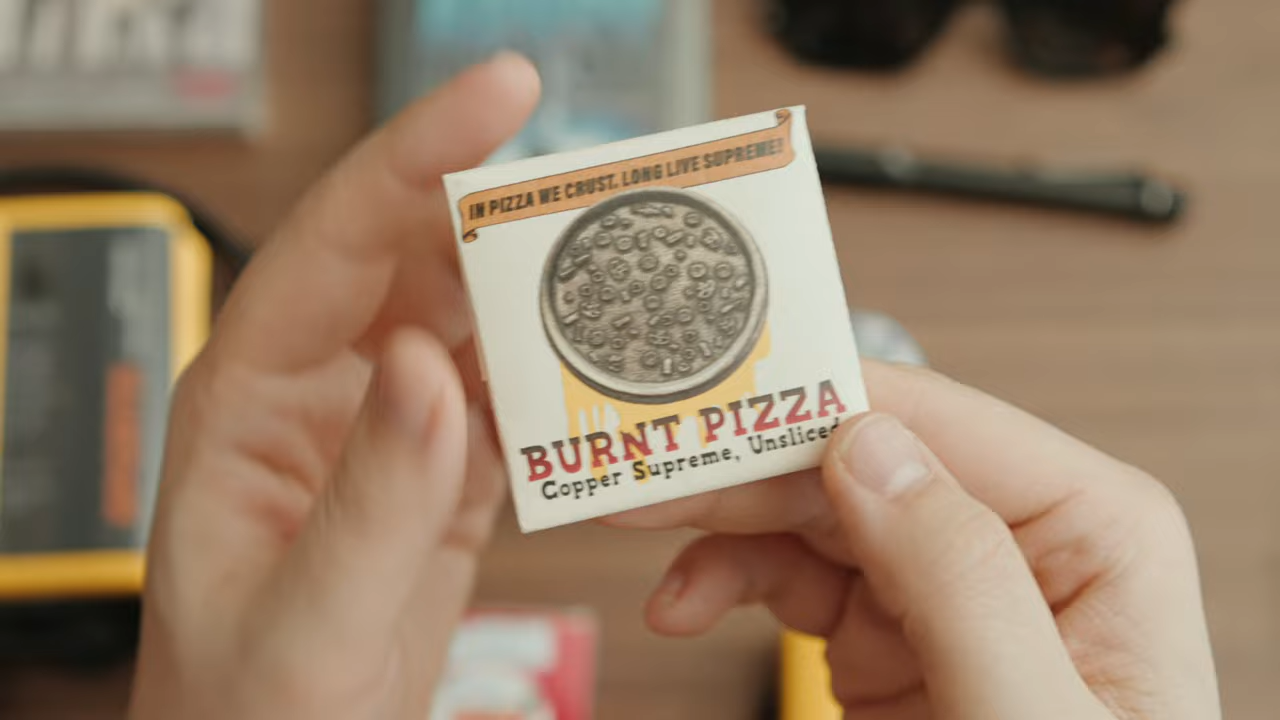 IN PIZZA WE CRUST. LONG LIVE SUPREME!
BURNT PIZZA
Copper Supreme, Unsliced